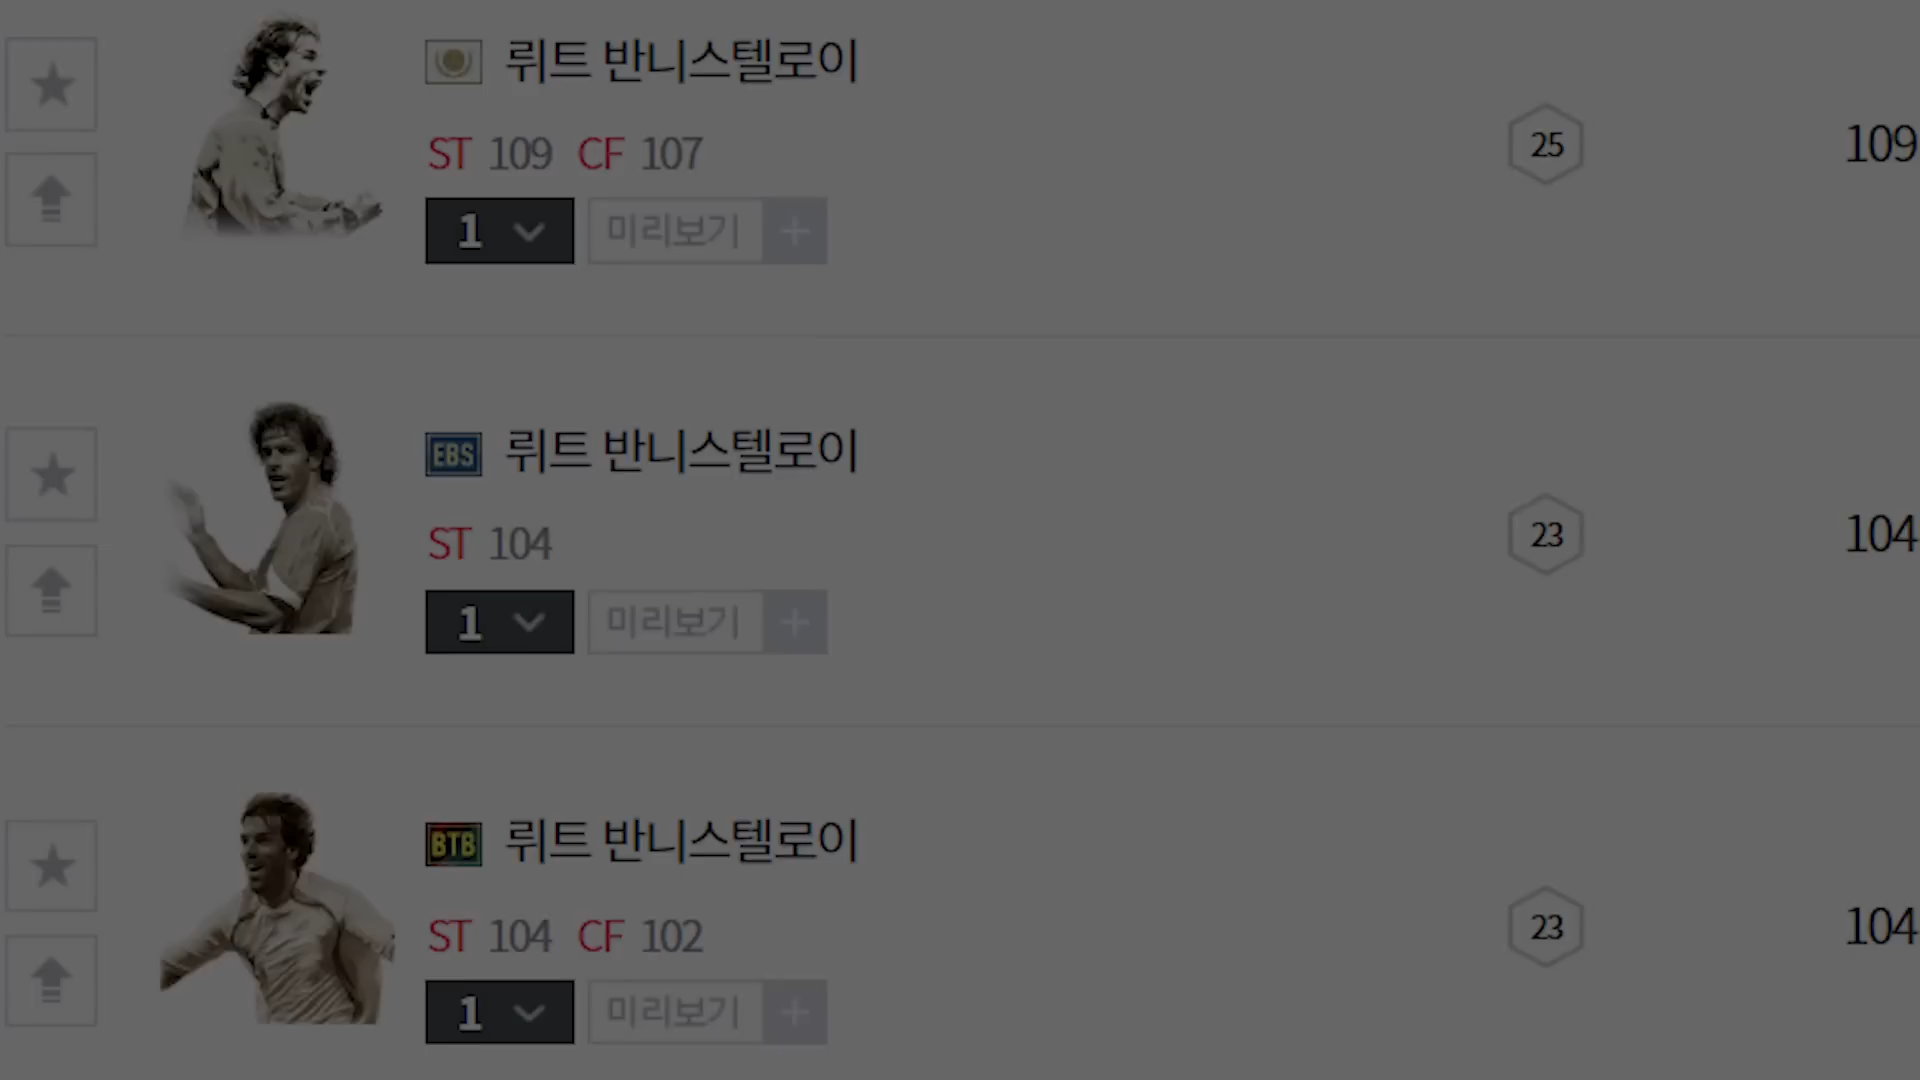 뤼트 반니스텔로이
ST 109 CF 107
25
109
1 미리보기 +
EBS 뤼트 반니스텔로이
ST 104
23
104
1 미리보기 +
BTB 뤼트 반니스텔로이
ST 104 CF 102
23
104
1 미리보기 +